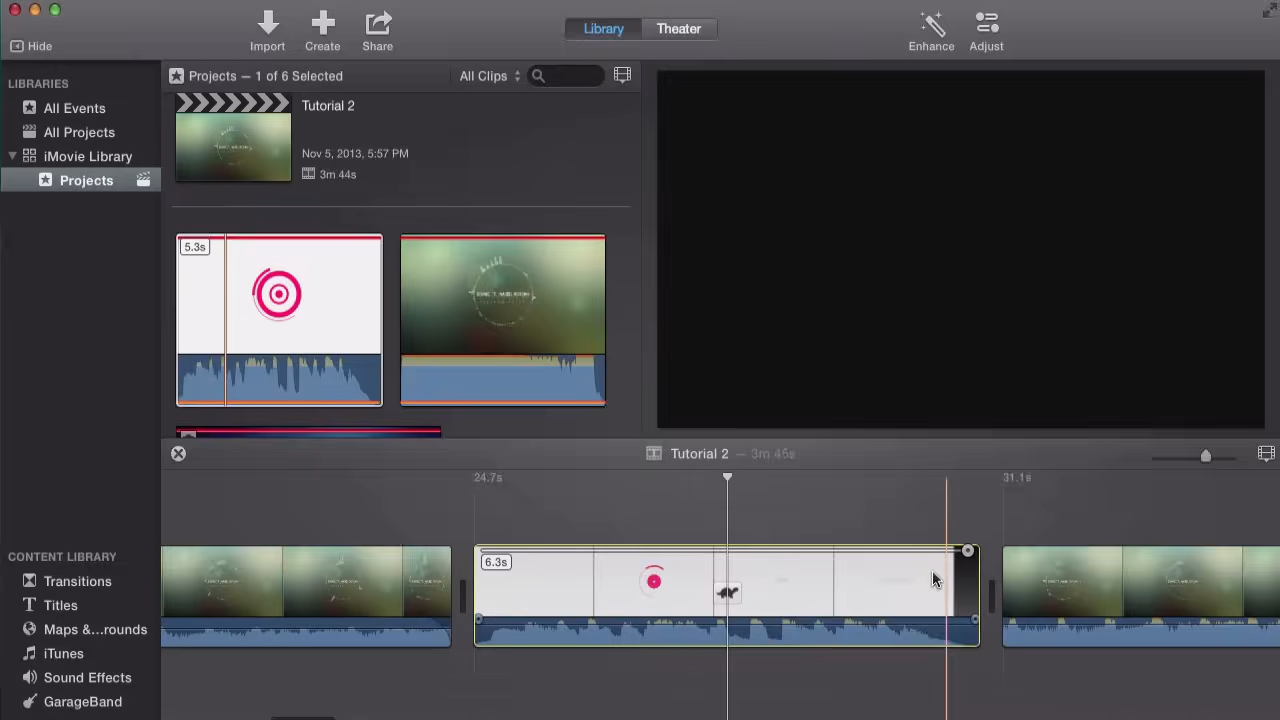 Hide
Import
Create
Share
Library
Theater
Enhance
Adjust
LIBRARIES
All Events
All Projects
iMovie Library
Projects
Projects — 1 of 6 Selected
All Clips
Tutorial 2
Nov 5, 2013, 5:57 PM
3m 44s
5.3s
Tutorial 2 — 3m 45s
24.7s
31.1s
6.3s
CONTENT LIBRARY
Transitions
Titles
Maps &...rounds
iTunes
Sound Effects
GarageBand